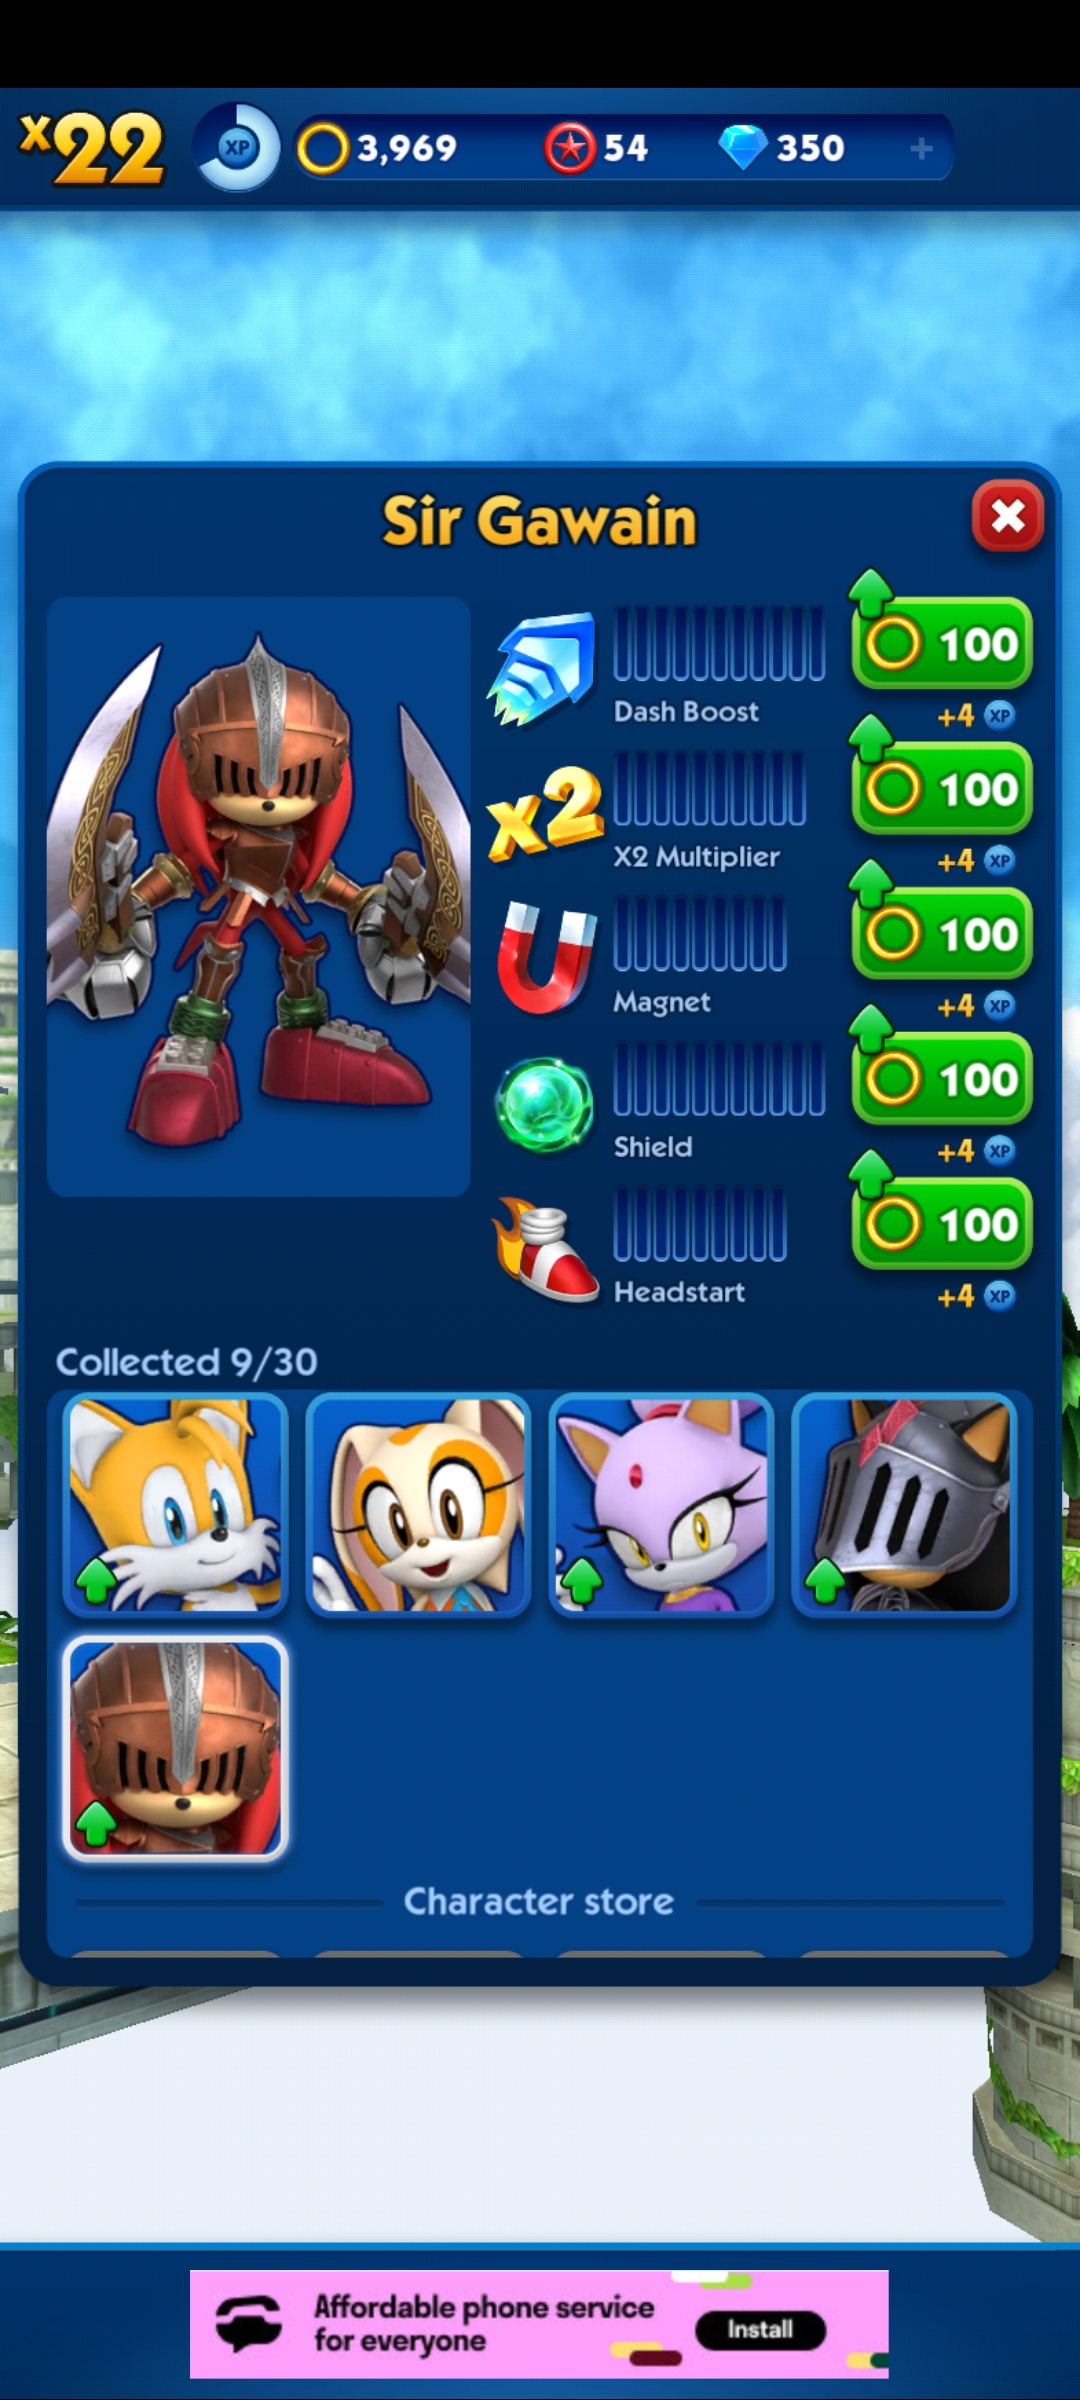 x22
XP
3,969
54
350
+
Sir Gawain
100
Dash Boost
+4 XP
x2
100
X2 Multiplier
+4 XP
100
Magnet
+4 XP
100
Shield
+4 XP
100
Headstart
+4 XP
Collected 9/30
Character store
Affordable phone service
for everyone
Install